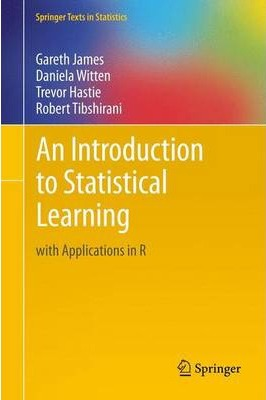 Springer Texts in Statistics
Gareth James
Daniela Witten
Trevor Hastie
Robert Tibshirani
An Introduction
to Statistical
Learning
with Applications in R
Springer